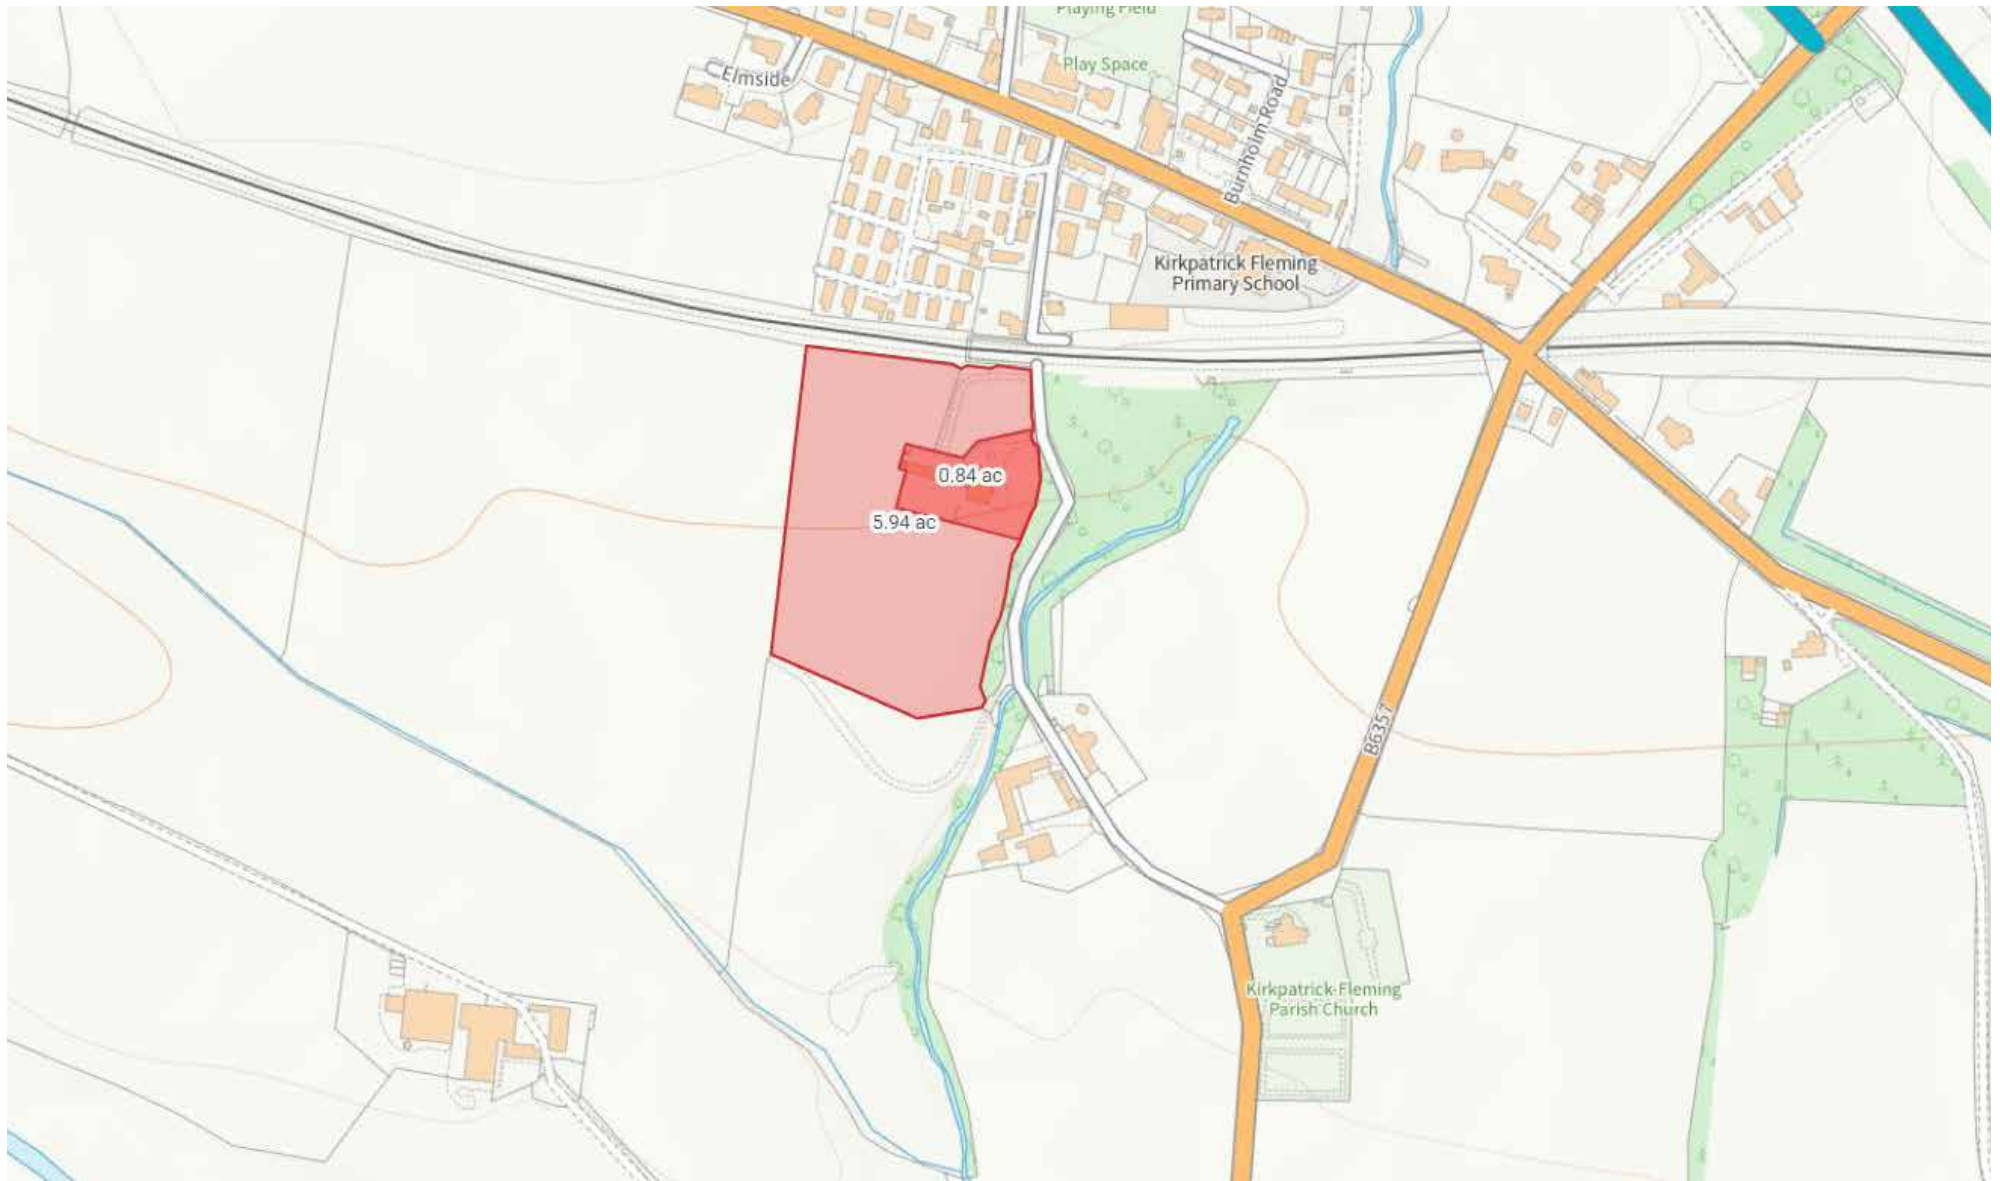 Playing Field
Play Space
Elmside
Burnholm Road
Kirkpatrick Fleming
Primary School
0.84 ac
5.94 ac
B6357
Kirkpatrick-Fleming
Parish Church